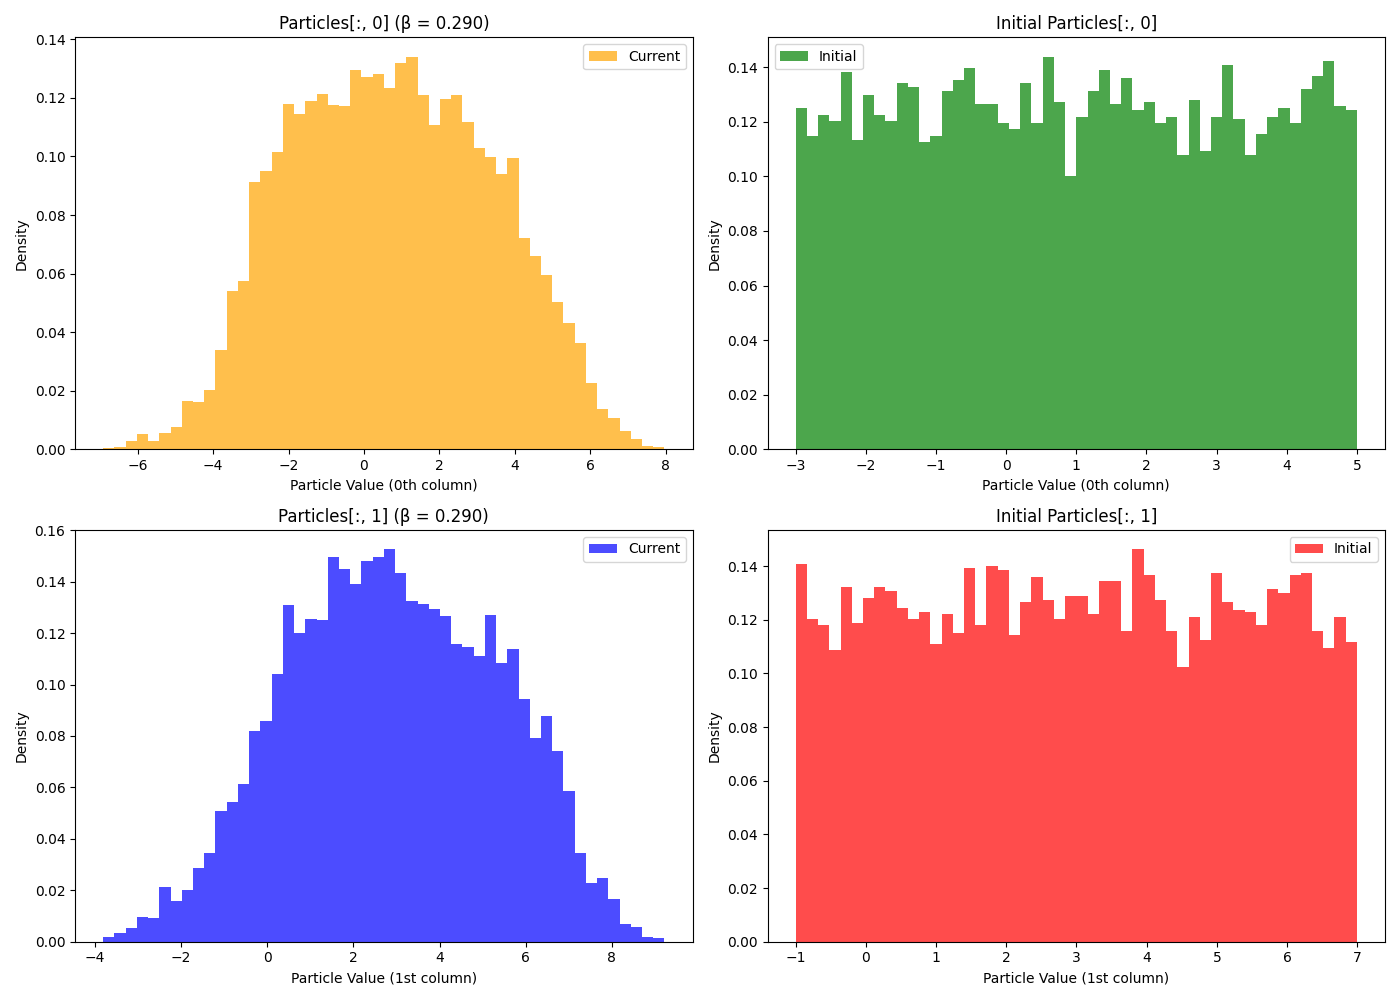 Particles[:, 0] (β = 0.290)
Current
0.14
0.12
0.10
0.08
0.06
0.04
0.02
0.00
Density
−6 −4 −2 0 2 4 6 8
Particle Value (0th column)
Initial Particles[:, 0]
Initial
0.14
0.12
0.10
0.08
0.06
0.04
0.02
0.00
Density
−3 −2 −1 0 1 2 3 4 5
Particle Value (0th column)
Particles[:, 1] (β = 0.290)
Current
0.16
0.14
0.12
0.10
0.08
0.06
0.04
0.02
0.00
Density
−4 −2 0 2 4 6 8
Particle Value (1st column)
Initial Particles[:, 1]
Initial
0.14
0.12
0.10
0.08
0.06
0.04
0.02
0.00
Density
−1 0 1 2 3 4 5 6 7
Particle Value (1st column)